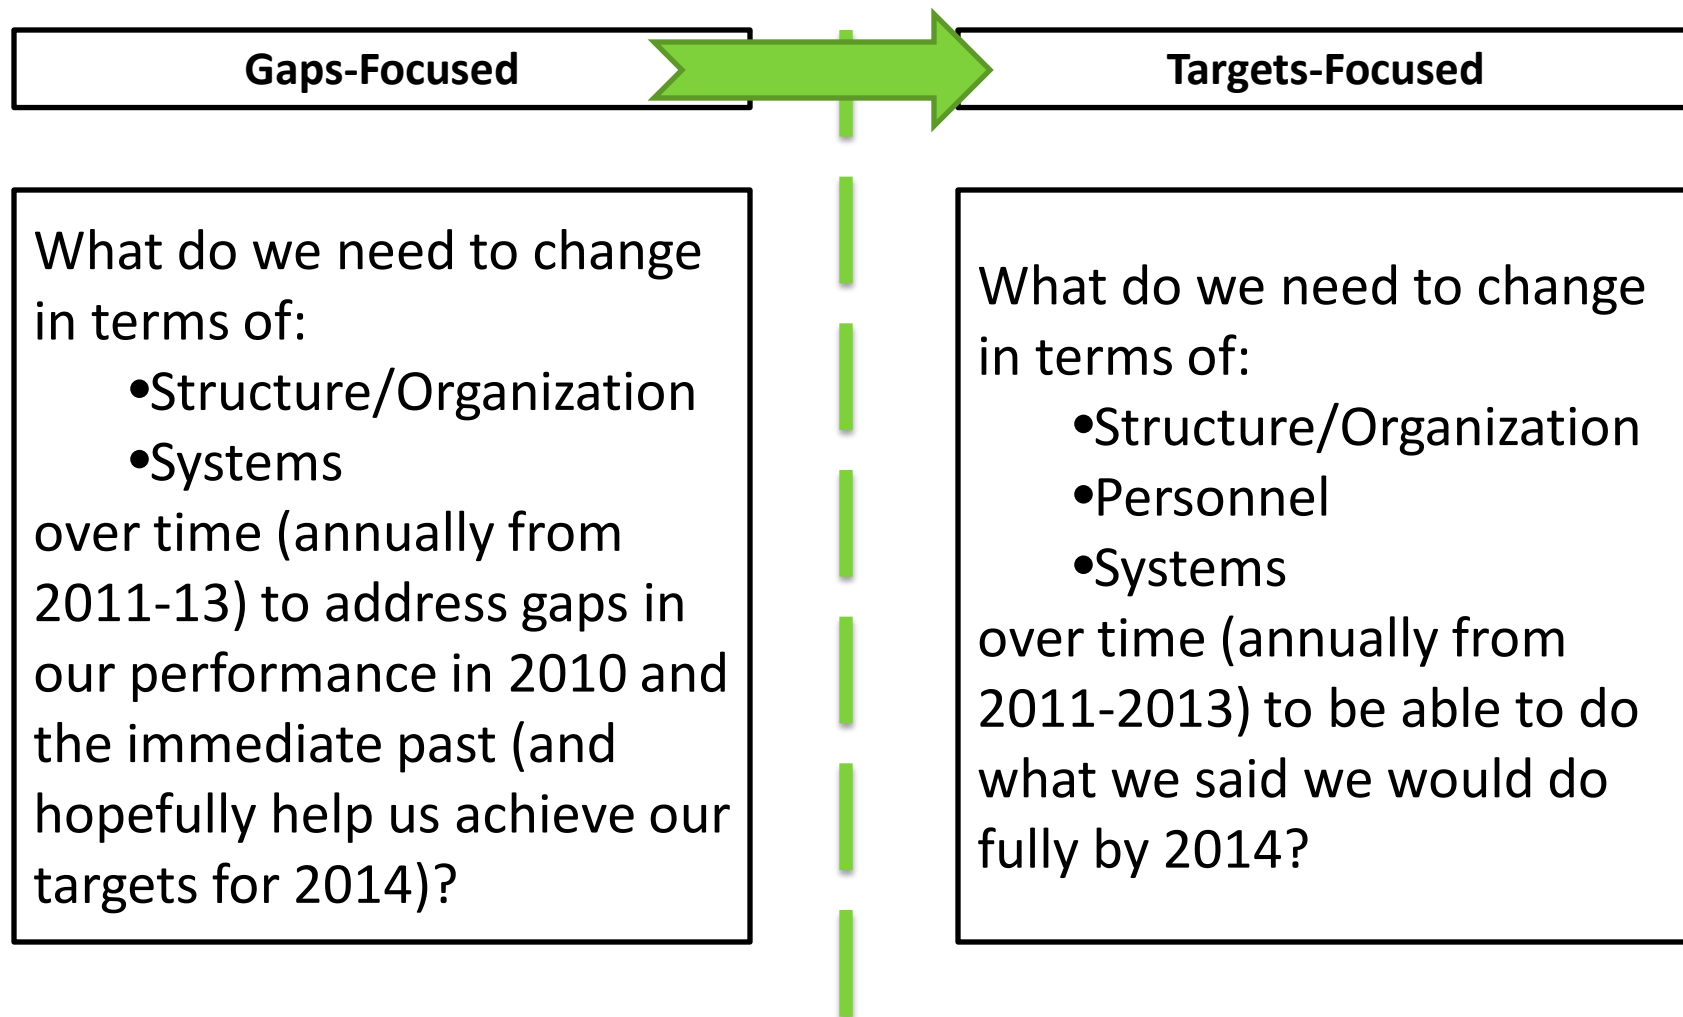 Gaps-Focused
Targets-Focused
What do we need to change
in terms of:
•Structure/Organization
•Systems
over time (annually from
2011-13) to address gaps in
our performance in 2010 and
the immediate past (and
hopefully help us achieve our
targets for 2014)?
What do we need to change
in terms of:
•Structure/Organization
•Personnel
•Systems
over time (annually from
2011-2013) to be able to do
what we said we would do
fully by 2014?